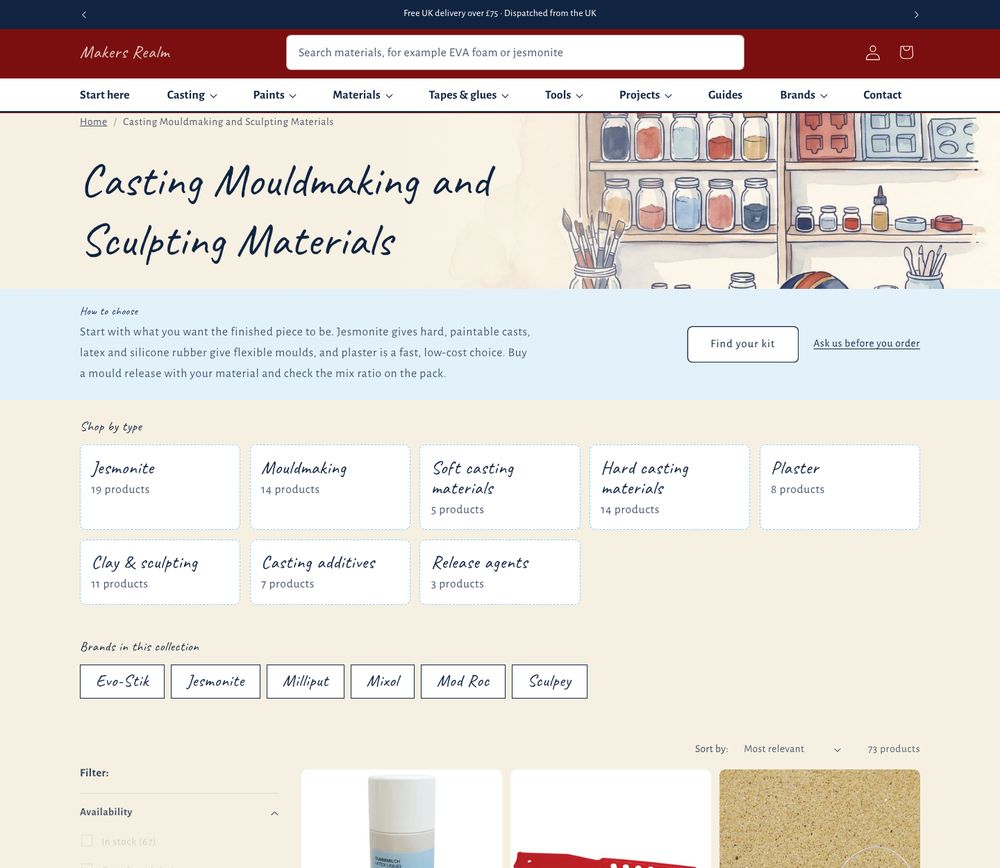 Free UK delivery over £75 · Dispatched from the UK
Makers Realm
Search materials, for example EVA foam or jesmonite
Start here
Casting
Paints
Materials
Tapes & glues
Tools
Projects
Guides
Brands
Contact
Home / Casting Mouldmaking and Sculpting Materials
Casting Mouldmaking and
Sculpting Materials
How to choose
Start with what you want the finished piece to be. Jesmonite gives hard, paintable casts,
latex and silicone rubber give flexible moulds, and plaster is a fast, low-cost choice. Buy
a mould release with your material and check the mix ratio on the pack.
Find your kit
Ask us before you order
Shop by type
Jesmonite
19 products
Mouldmaking
14 products
Soft casting
materials
5 products
Hard casting
materials
14 products
Plaster
8 products
Clay & sculpting
11 products
Casting additives
7 products
Release agents
3 products
Brands in this collection
Evo-Stik
Jesmonite
Milliput
Mixol
Mod Roc
Sculpey
Sort by:
Most relevant
73 products
Filter:
Availability
In stock (67)